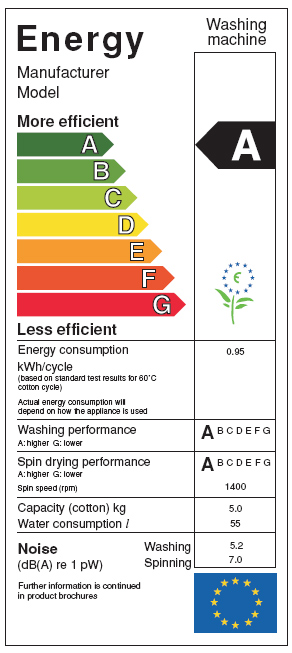 Energy
Washing
machine
Manufacturer
Model
More efficient
A
A
B
C
D
E
F
G
Less efficient
Energy consumption
kWh/cycle
0.95
(based on standard test results for 60°C
cotton cycle)
Actual energy consumption will
depend on how the appliance is used
Washing performance
A: higher G: lower
A B C D E F G
Spin drying performance
A: higher G: lower
A B C D E F G
Spin speed (rpm)
1400
Capacity (cotton) kg
5.0
Water consumption l
55
Noise
(dB(A) re 1 pW)
Washing
5.2
Spinning
7.0
Further information is continued
in product brochures